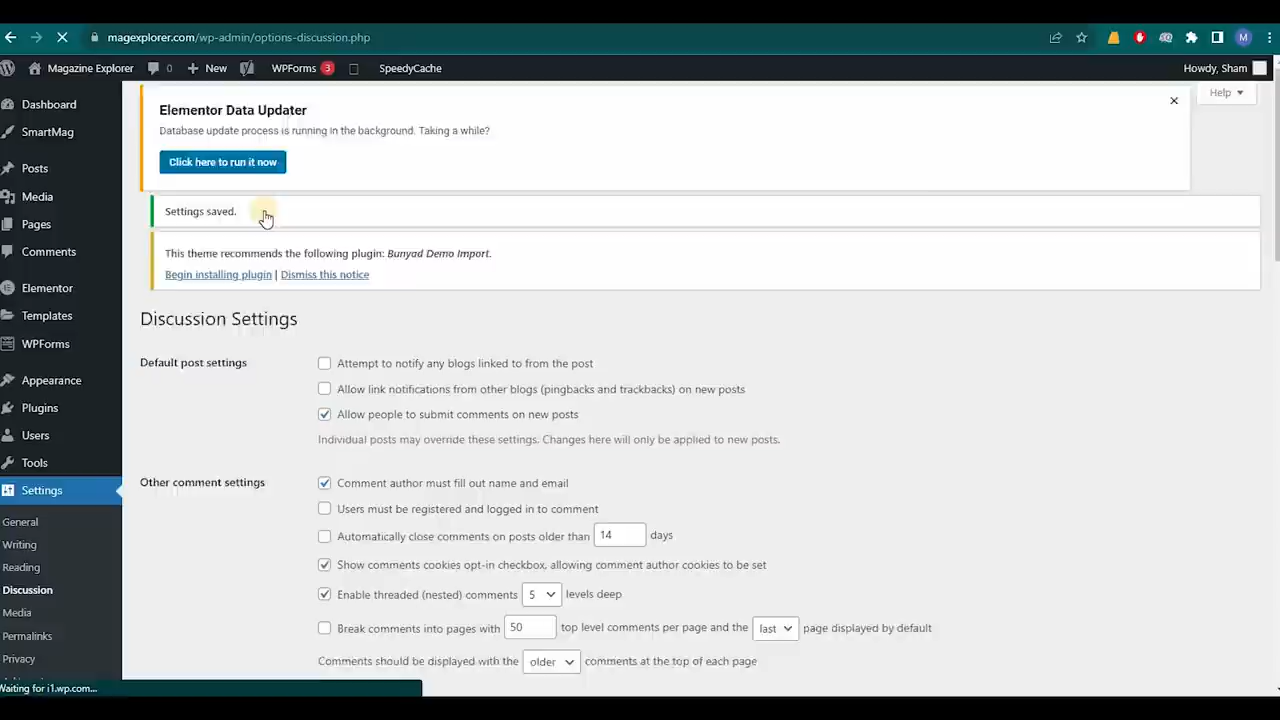 magexplorer.com/wp-admin/options-discussion.php
M
Magazine Explorer 0 New WPForms 3 SpeedyCache Howdy, Sham
Help
Dashboard
SmartMag
Posts
Media
Pages
Comments
Elementor
Templates
WPForms
Appearance
Plugins
Users
Tools
Settings
General
Writing
Reading
Discussion
Media
Permalinks
Privacy
Elementor Data Updater
Database update process is running in the background. Taking a while?
Click here to run it now
Settings saved.
This theme recommends the following plugin: Bunyad Demo Import.
Begin installing plugin | Dismiss this notice
Discussion Settings
Default post settings
Attempt to notify any blogs linked to from the post
Allow link notifications from other blogs (pingbacks and trackbacks) on new posts
Allow people to submit comments on new posts
Individual posts may override these settings. Changes here will only be applied to new posts.
Other comment settings
Comment author must fill out name and email
Users must be registered and logged in to comment
Automatically close comments on posts older than 14 days
Show comments cookies opt-in checkbox, allowing comment author cookies to be set
Enable threaded (nested) comments 5 levels deep
Break comments into pages with 50 top level comments per page and the last page displayed by default
Comments should be displayed with the older comments at the top of each page
Waiting for i1.wp.com...